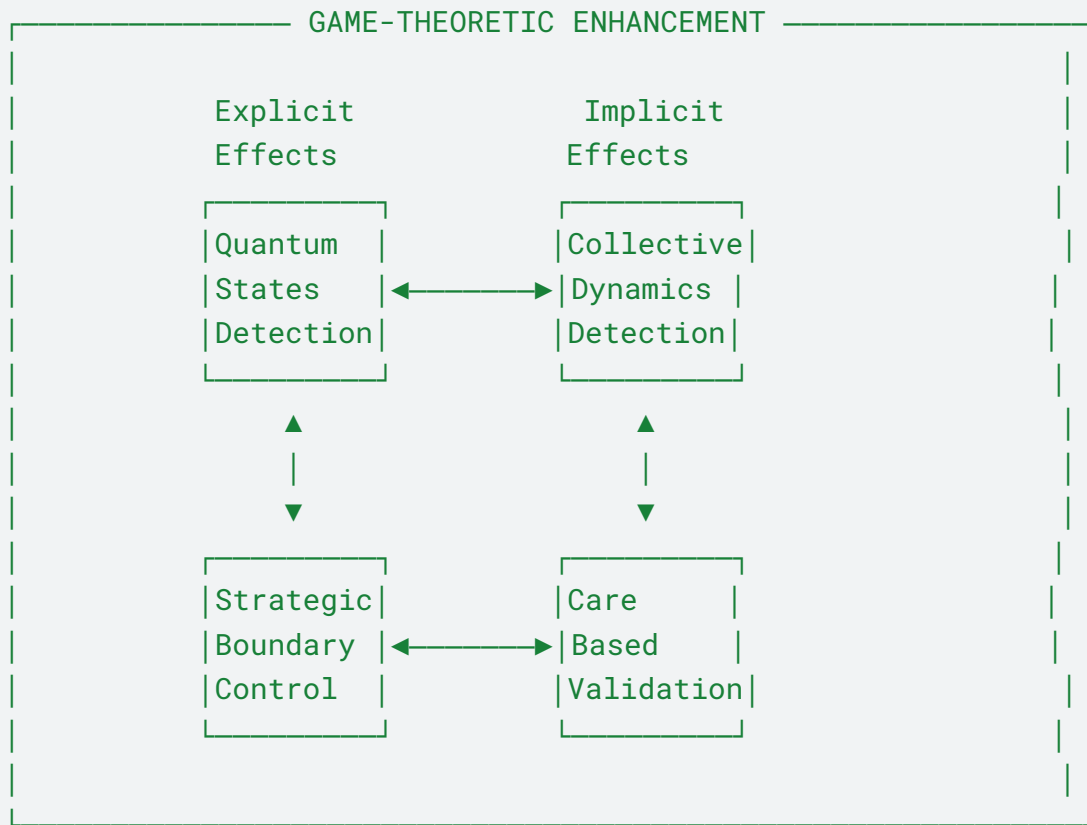 GAME-THEORETIC ENHANCEMENT
Explicit Implicit
Effects Effects
Quantum Collective
States Dynamics
Detection Detection
Strategic Care
Boundary Based
Control Validation